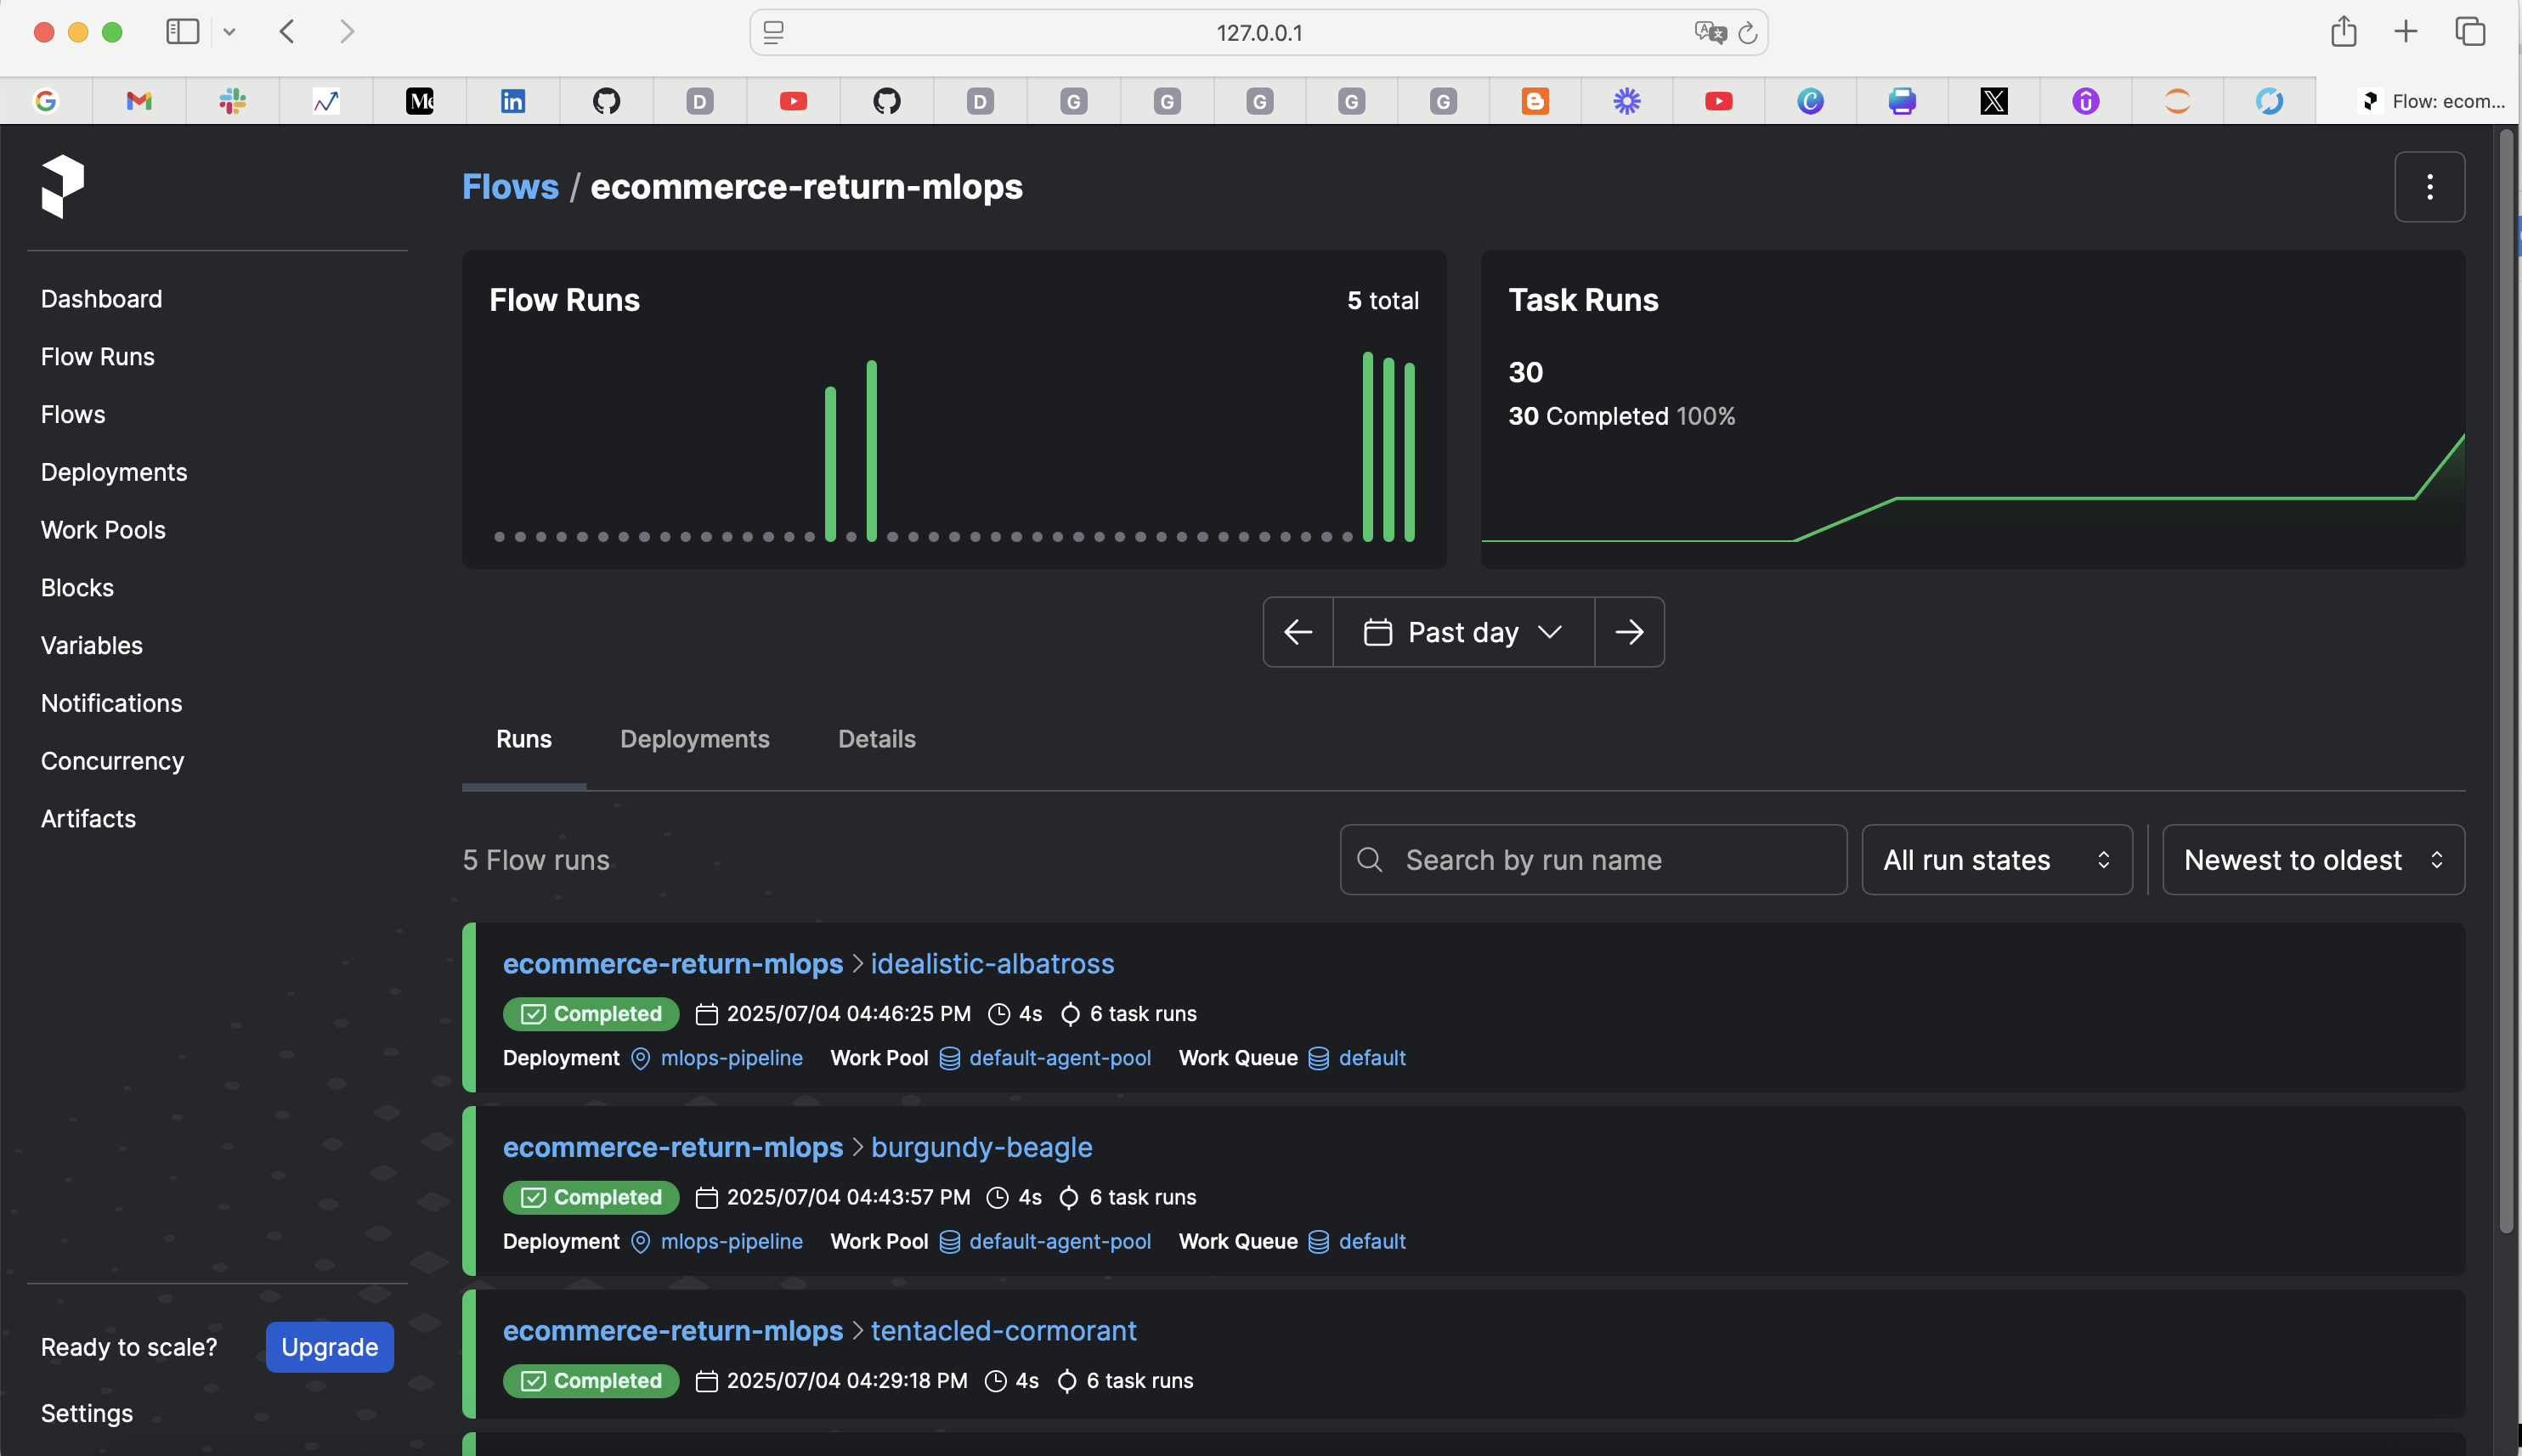 127.0.0.1
Me
D
D
G
G
G
G
G
Flow: ecom...
Flows / ecommerce-return-mlops
Dashboard
Flow Runs
Flows
Deployments
Work Pools
Blocks
Variables
Notifications
Concurrency
Artifacts
Ready to scale?
Upgrade
Settings
Flow Runs
5 total
Task Runs
30
30 Completed 100%
Past day
Runs
Deployments
Details
5 Flow runs
Search by run name
All run states
Newest to oldest
ecommerce-return-mlops > idealistic-albatross
Completed 2025/07/04 04:46:25 PM 4s 6 task runs
Deployment mlops-pipeline Work Pool default-agent-pool Work Queue default
ecommerce-return-mlops > burgundy-beagle
Completed 2025/07/04 04:43:57 PM 4s 6 task runs
Deployment mlops-pipeline Work Pool default-agent-pool Work Queue default
ecommerce-return-mlops > tentacled-cormorant
Completed 2025/07/04 04:29:18 PM 4s 6 task runs